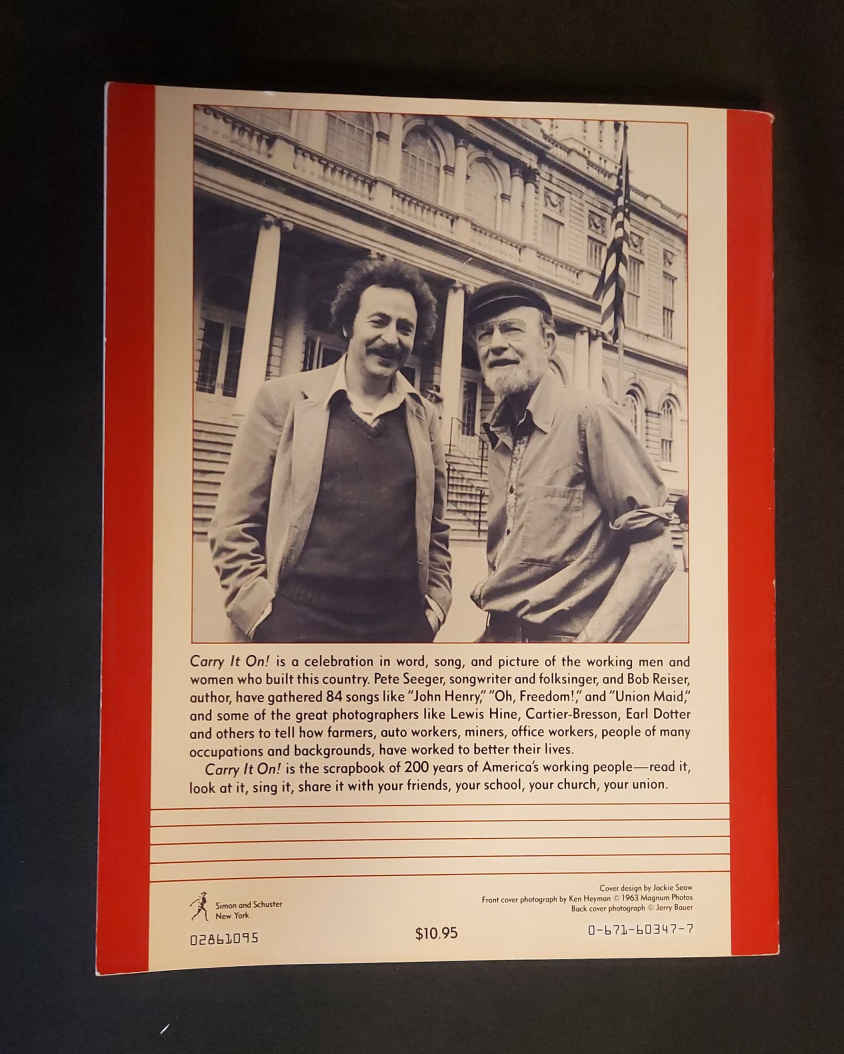 Carry It On! is a celebration in word, song, and picture of the working men and
women who built this country. Pete Seeger, songwriter and folksinger, and Bob Reiser,
author, have gathered 84 songs like "John Henry," "Oh, Freedom!," and "Union Maid,"
and some of the great photographers like Lewis Hine, Cartier-Bresson, Earl Dotter
and others to tell how farmers, auto workers, miners, office workers, people of many
occupations and backgrounds, have worked to better their lives.
Carry It On! is the scrapbook of 200 years of America's working people—read it,
look at it, sing it, share it with your friends, your school, your church, your union.
Simon and Schuster
New York
02861095
$10.95
Cover design by Jackie Seow
Front cover photograph by Ken Heyman © 1963 Magnum Photos
Back cover photograph © Jerry Bauer
0-671-60347-7